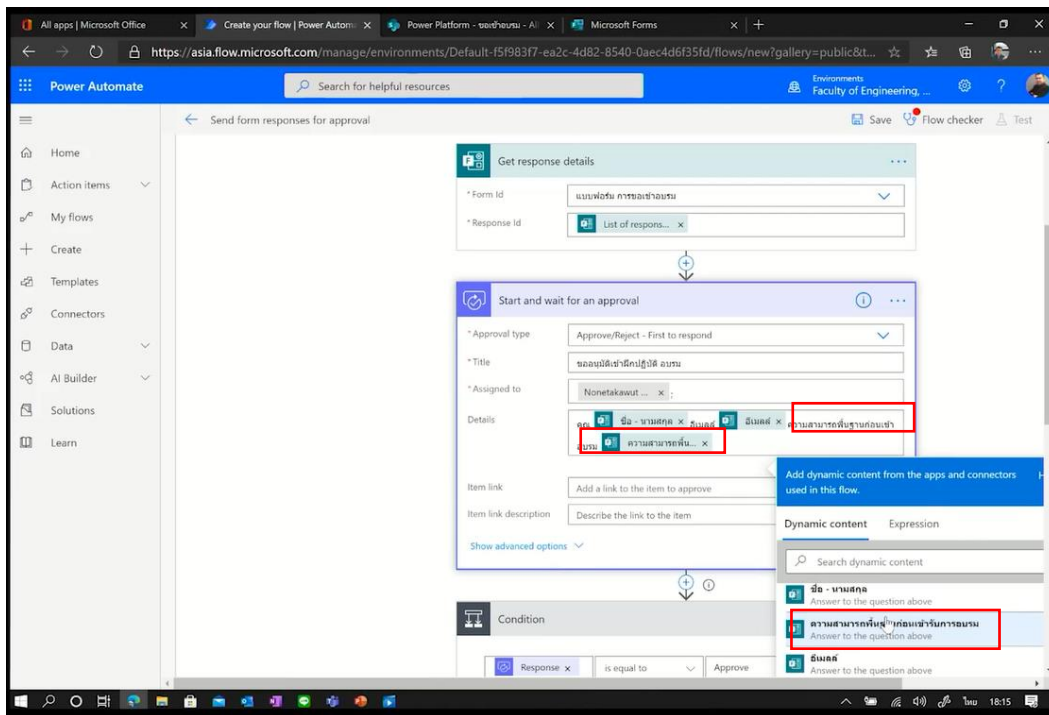 All apps | Microsoft Office
Create your flow | Power Autom
Power Platform - ขอเข้าอบรม - All
Microsoft Forms
https://asia.flow.microsoft.com/manage/environments/Default-f5f983f7-ea2c-4d82-8540-0aec4d6f35fd/flows/new?gallery=public&t...
Power Automate
Search for helpful resources
Environments
Faculty of Engineering, ...
Send form responses for approval
Save
Flow checker
Test
Home
Action items
My flows
Create
Templates
Connectors
Data
AI Builder
Solutions
Learn
Get response details
* Form Id
แบบฟอร์ม การขอเข้าอบรม
* Response Id
List of respons... ×
Start and wait for an approval
* Approval type
Approve/Reject - First to respond
* Title
ขออนุมัติเข้าฝึกปฏิบัติ อบรม
* Assigned to
Nonetakawut ... × ;
Details
คุณ ชื่อ - นามสกุล × อีเมลล์ อีเมลล์ × ความสามารถพื้นฐานก่อนเข้า
อบรม ความสามารถพื้น... ×
Item link
Add a link to the item to approve
Item link description
Describe the link to the item
Show advanced options
Add dynamic content from the apps and connectors
used in this flow.
Dynamic content
Expression
Search dynamic content
ชื่อ - นามสกุล
Answer to the question above
ความสามารถพื้นฐานก่อนเข้ารับการอบรม
Answer to the question above
อีเมลล์
Answer to the question above
Condition
Response ×
is equal to
Approve
ไทย
18:15